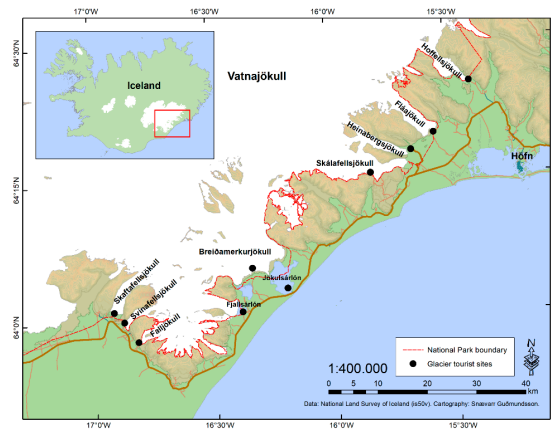 17°0'W
16°30'W
16°0'W
15°30'W
64°30'N
Iceland
Vatnajökull
Hoffellsjökull
Fláajökull
Heinabergsjökull
Höfn
Skálafellsjökull
64°15'N
Breiðamerkurjökull
Jökulsárlón
Skaftafellsjökull
Svínafellsjökull
Falljökull
Fjallsárlón
64°0'N
National Park boundary
Glacier tourist sites
N
1:400.000
0 5 10 20 30 40
KM
Data: National Land Survey of Iceland (is50v). Cartography: Snævarr Guðmundsson.
17°0'W
16°30'W
16°0'W
15°30'W